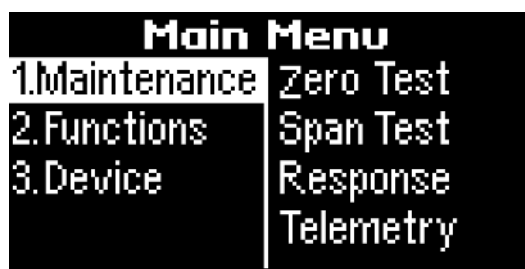 Main Menu
1.Maintenance
2.Functions
3.Device
Zero Test
Span Test
Response
Telemetry